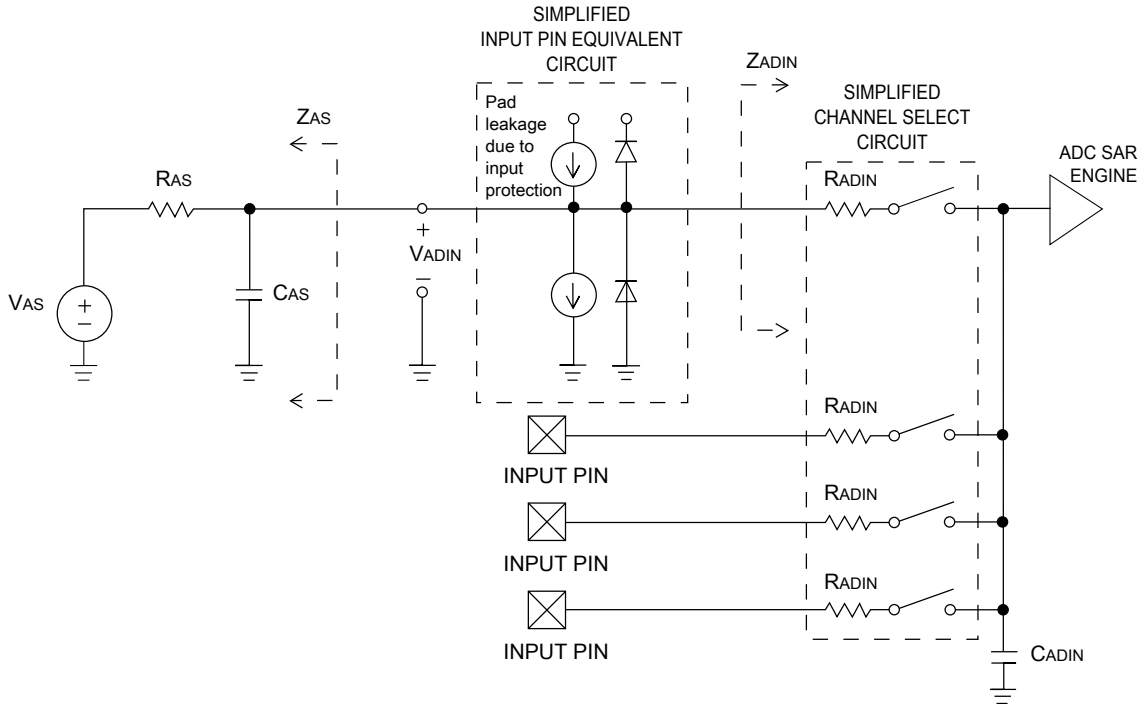 SIMPLIFIED
INPUT PIN EQUIVALENT
CIRCUIT
Pad
leakage
due to
input
protection
ZADIN
SIMPLIFIED
CHANNEL SELECT
CIRCUIT
ADC SAR
ENGINE
ZAS
RAS
RADIN
+
VADIN
–
VAS
+
–
CAS
RADIN
INPUT PIN
RADIN
INPUT PIN
RADIN
INPUT PIN
CADIN